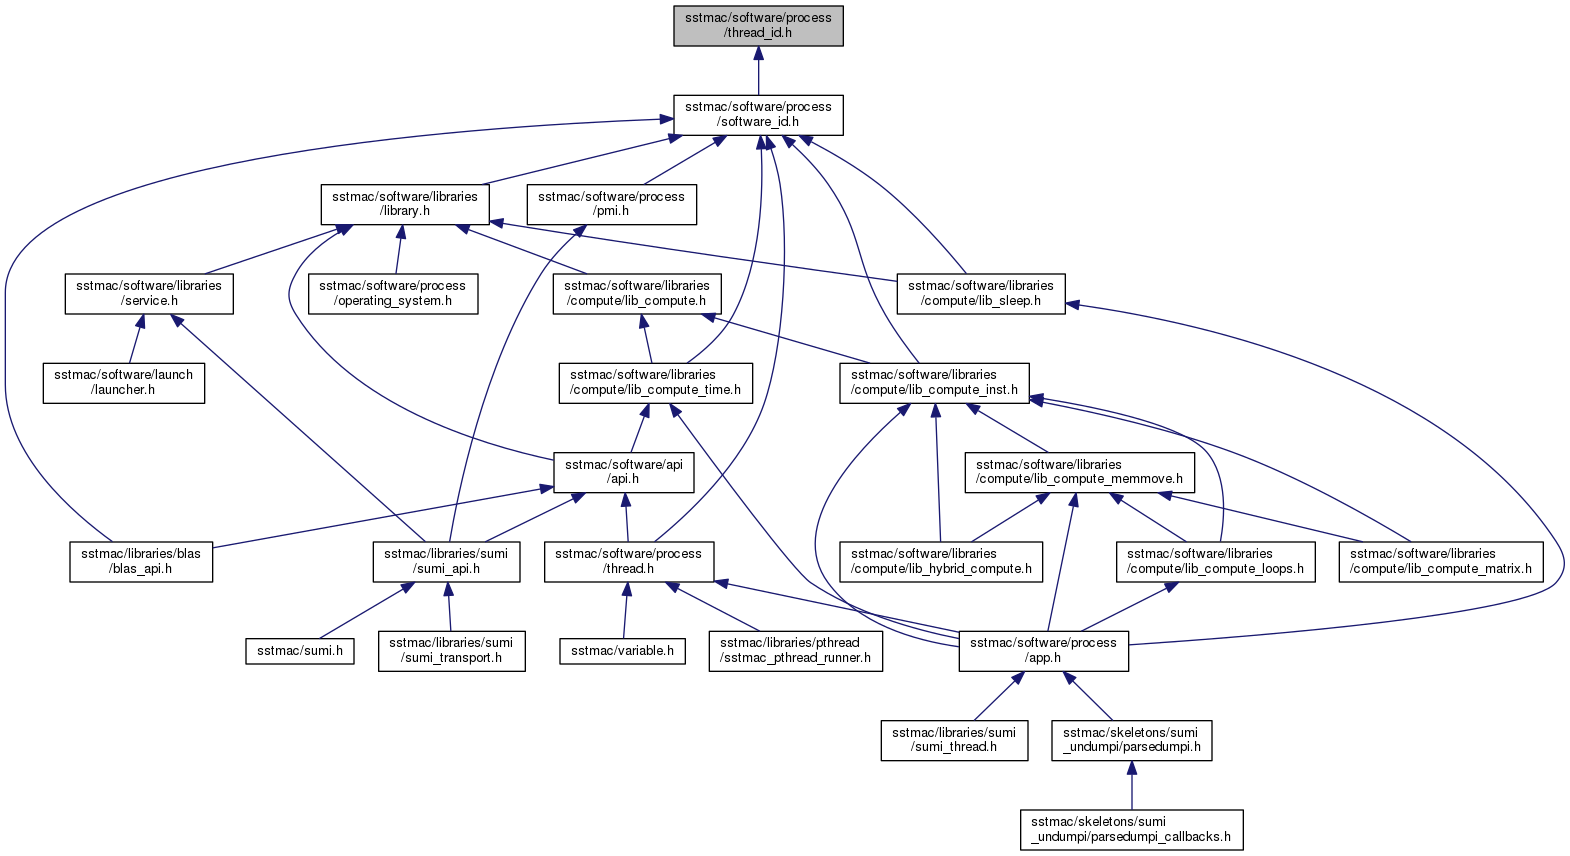 sstmac/software/process
/thread_id.h
sstmac/software/process
/software_id.h
sstmac/software/libraries
/library.h
sstmac/software/process
/pmi.h
sstmac/software/libraries
/service.h
sstmac/software/process
/operating_system.h
sstmac/software/libraries
/compute/lib_compute.h
sstmac/software/libraries
/compute/lib_sleep.h
sstmac/software/launch
/launcher.h
sstmac/software/libraries
/compute/lib_compute_time.h
sstmac/software/libraries
/compute/lib_compute_inst.h
sstmac/software/api
/api.h
sstmac/software/libraries
/compute/lib_compute_memmove.h
sstmac/libraries/blas
/blas_api.h
sstmac/libraries/sumi
/sumi_api.h
sstmac/software/process
/thread.h
sstmac/software/libraries
/compute/lib_hybrid_compute.h
sstmac/software/libraries
/compute/lib_compute_loops.h
sstmac/software/libraries
/compute/lib_compute_matrix.h
sstmac/sumi.h
sstmac/libraries/sumi
/sumi_transport.h
sstmac/variable.h
sstmac/libraries/pthread
/sstmac_pthread_runner.h
sstmac/software/process
/app.h
sstmac/libraries/sumi
/sumi_thread.h
sstmac/skeletons/sumi
_undumpi/parsedumpi.h
sstmac/skeletons/sumi
_undumpi/parsedumpi_callbacks.h